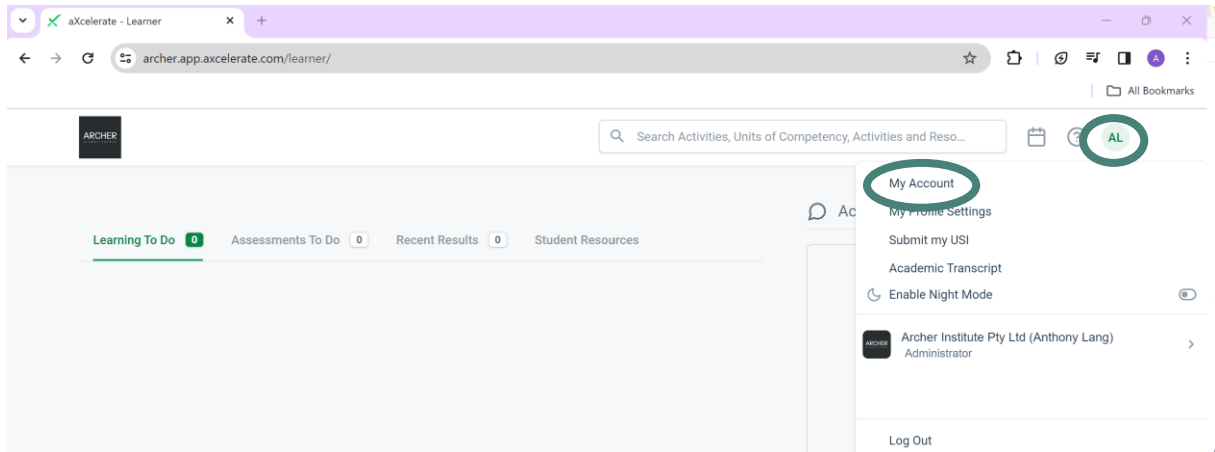 aXcelerate - Learner
archer.app.axcelerate.com/learner/
A
All Bookmarks
ARCHER
Search Activities, Units of Competency, Activities and Reso...
AL
My Account
Ac
My Profile Settings
Learning To Do 0 Assessments To Do 0 Recent Results 0 Student Resources
Submit my USI
Academic Transcript
Enable Night Mode
ARCHER
Archer Institute Pty Ltd (Anthony Lang)
Administrator
Log Out